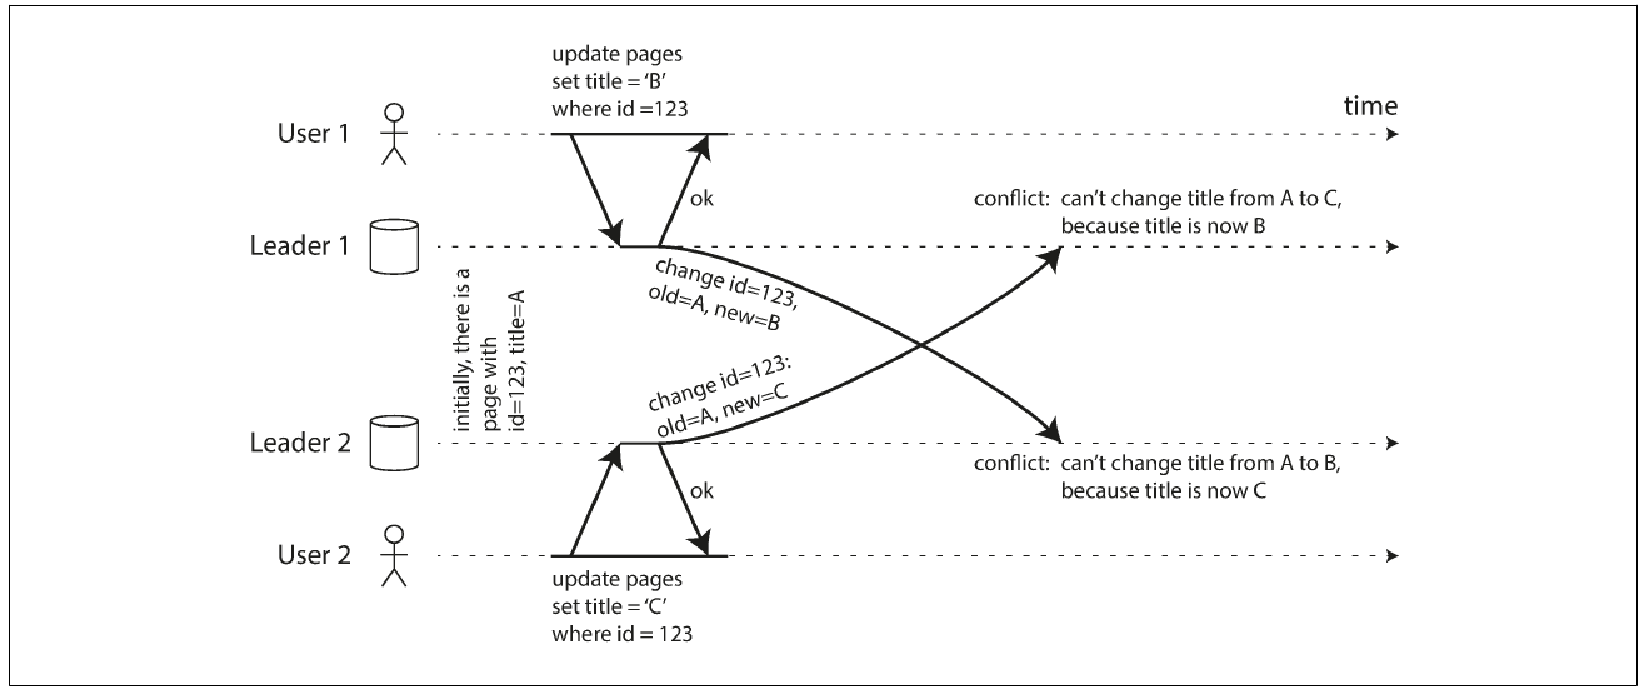 update pages
set title = ‘B’
where id =123
time
User 1
ok
conflict: can’t change title from A to C,
because title is now B
Leader 1
change id=123,
old=A, new=B
initially, there is a
page with
id=123, title=A
change id=123:
old=A, new=C
Leader 2
conflict: can’t change title from A to B,
because title is now C
ok
User 2
update pages
set title = ‘C’
where id = 123